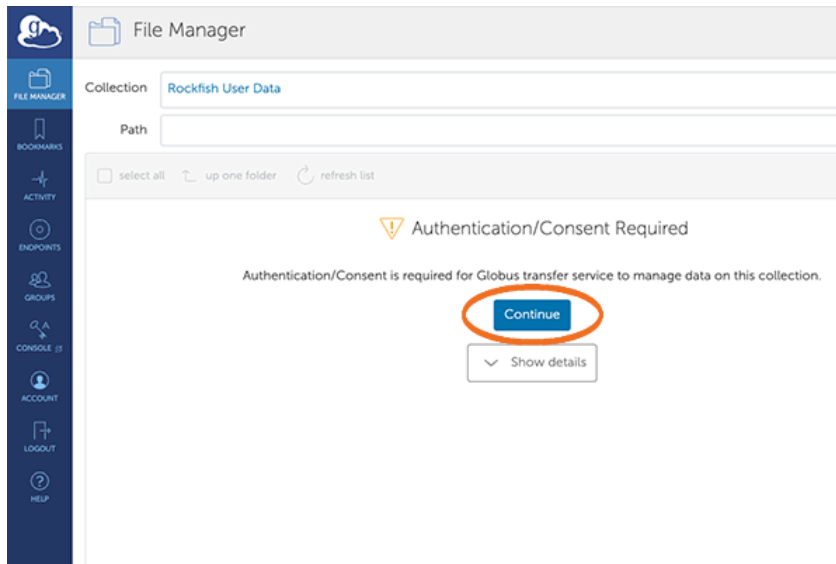 g
File Manager
FILE MANAGER
Collection
Rockfish User Data
Path
BOOKMARKS
select all
up one folder
refresh list
ACTIVITY
Authentication/Consent Required
ENDPOINTS
Authentication/Consent is required for Globus transfer service to manage data on this collection.
GROUPS
Continue
CONSOLE
Show details
ACCOUNT
LOGOUT
HELP